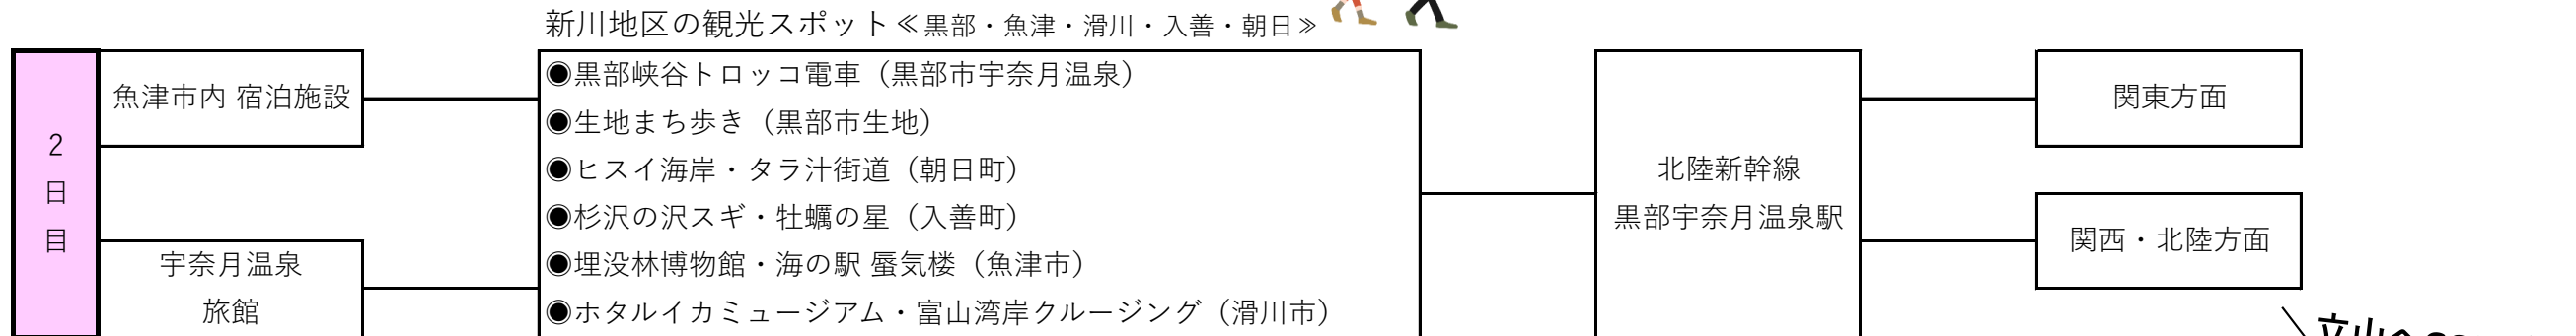 新川地区の観光スポット≪黒部・魚津・滑川・入善・朝日≫
2日目
魚津市内 宿泊施設
宇奈月温泉
旅館
◉黒部峡谷トロッコ電車（黒部市宇奈月温泉）
◉生地まち歩き（黒部市生地）
◉ヒスイ海岸・タラ汁街道（朝日町）
◉杉沢の沢スギ・牡蠣の星（入善町）
◉埋没林博物館・海の駅 蜃気楼（魚津市）
◉ホタルイカミュージアム・富山湾岸クルージング（滑川市）
北陸新幹線
黒部宇奈月温泉駅
関東方面
関西・北陸方面